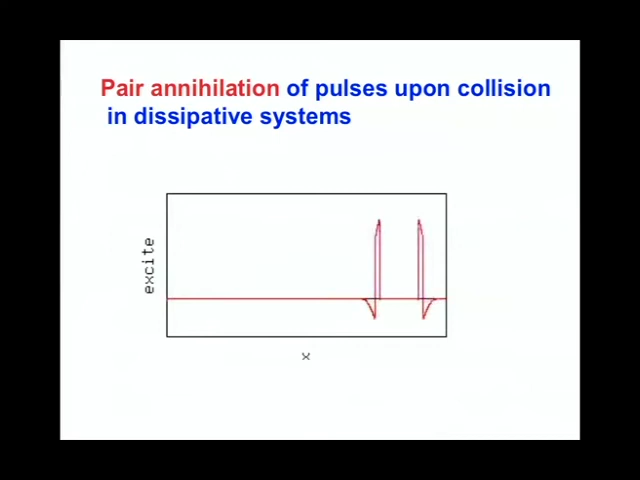 Pair annihilation of pulses upon collision
in dissipative systems
excite
x